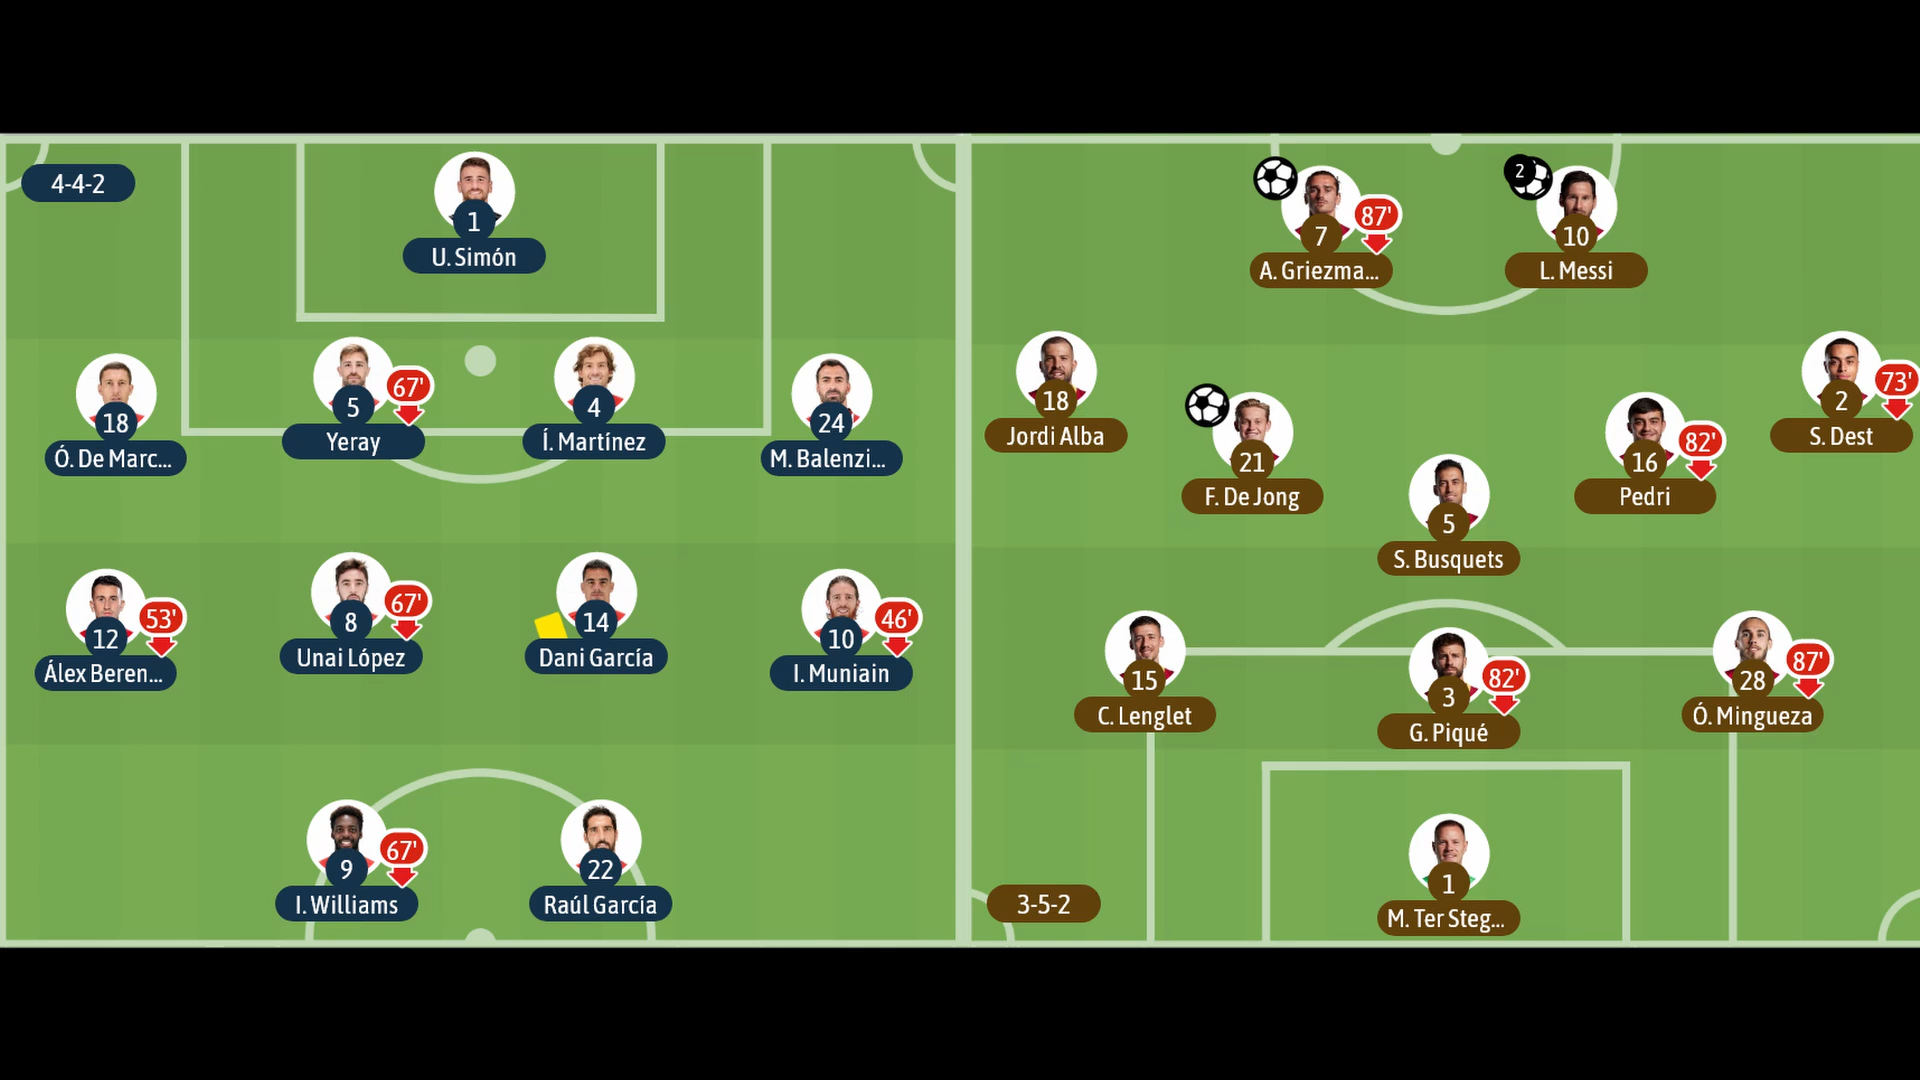 4-4-2
1
U. Simón
18
Ó. De Marc...
5
67'
Yeray
4
Í. Martínez
24
M. Balenzi...
12
53'
Álex Beren...
8
67'
Unai López
14
Dani García
10
46'
I. Muniain
9
67'
I. Williams
22
Raúl García
7
87'
A. Griezma...
2
10
L. Messi
18
Jordi Alba
21
F. De Jong
5
S. Busquets
16
82'
Pedri
2
73'
S. Dest
15
C. Lenglet
3
82'
G. Piqué
28
87'
Ó. Mingueza
1
M. Ter Steg...
3-5-2